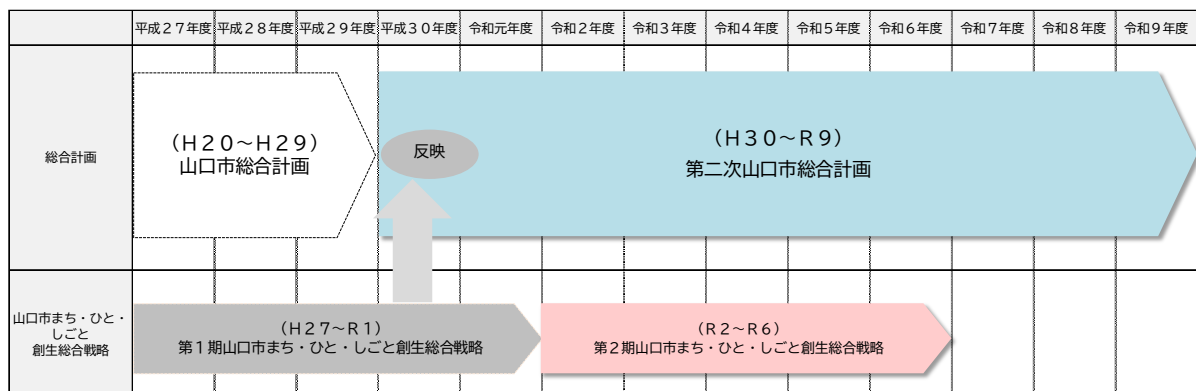 平成２７年度 平成２８年度 平成２９年度 平成３０年度 令和元年度 令和２年度 令和３年度 令和４年度 令和５年度 令和６年度 令和７年度 令和８年度 令和９年度
総合計画
（Ｈ２０～Ｈ２９）
山口市総合計画
反映
（Ｈ３０～Ｒ９）
第二次山口市総合計画
山口市まち・ひと・
しごと
創生総合戦略
（Ｈ２７～Ｒ１）
第１期山口市まち・ひと・しごと創生総合戦略
（Ｒ２～Ｒ６）
第２期山口市まち・ひと・しごと創生総合戦略